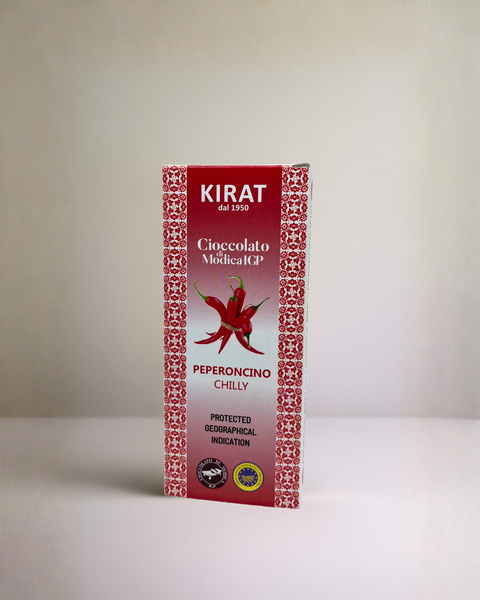 KIRAT
dal 1950
Cioccolato
di
Modica IGP
PEPERONCINO
CHILLY
PROTECTED
GEOGRAPHICAL
INDICATION